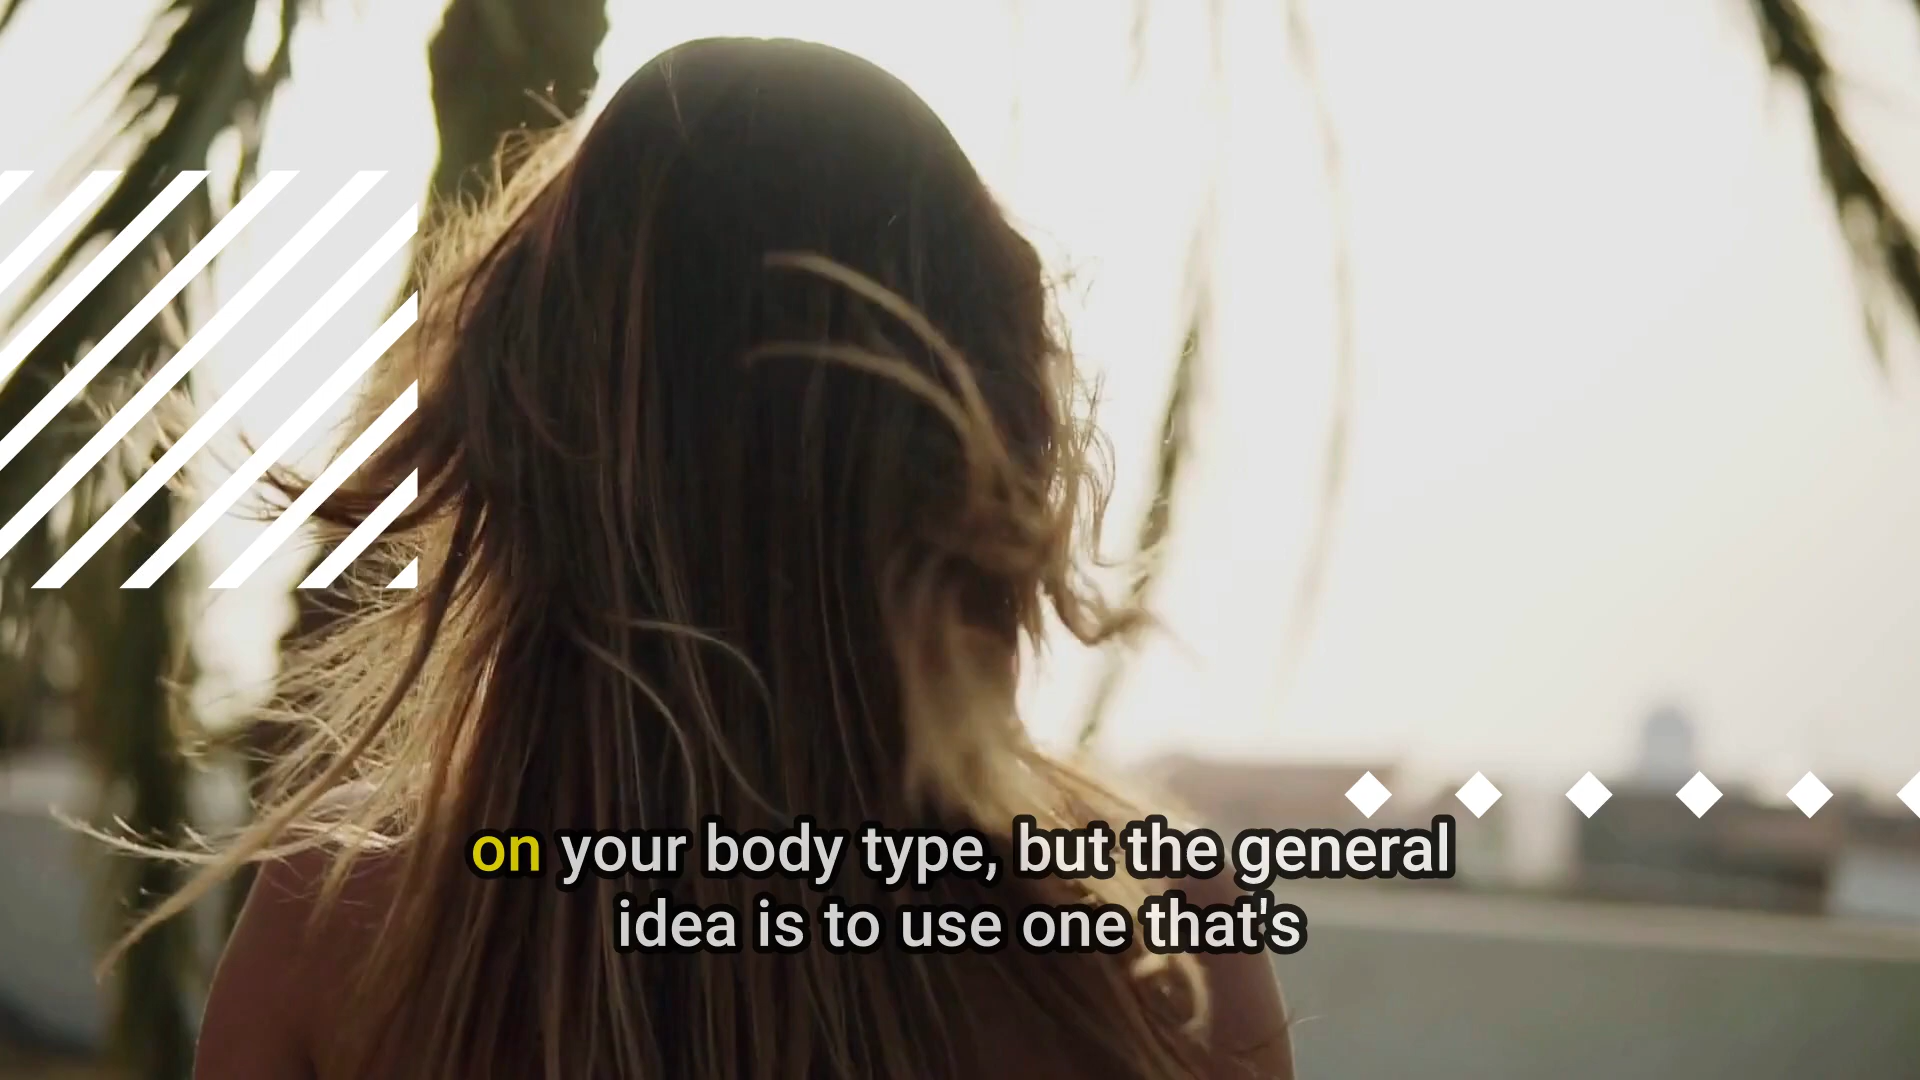 on your body type, but the general
idea is to use one that's